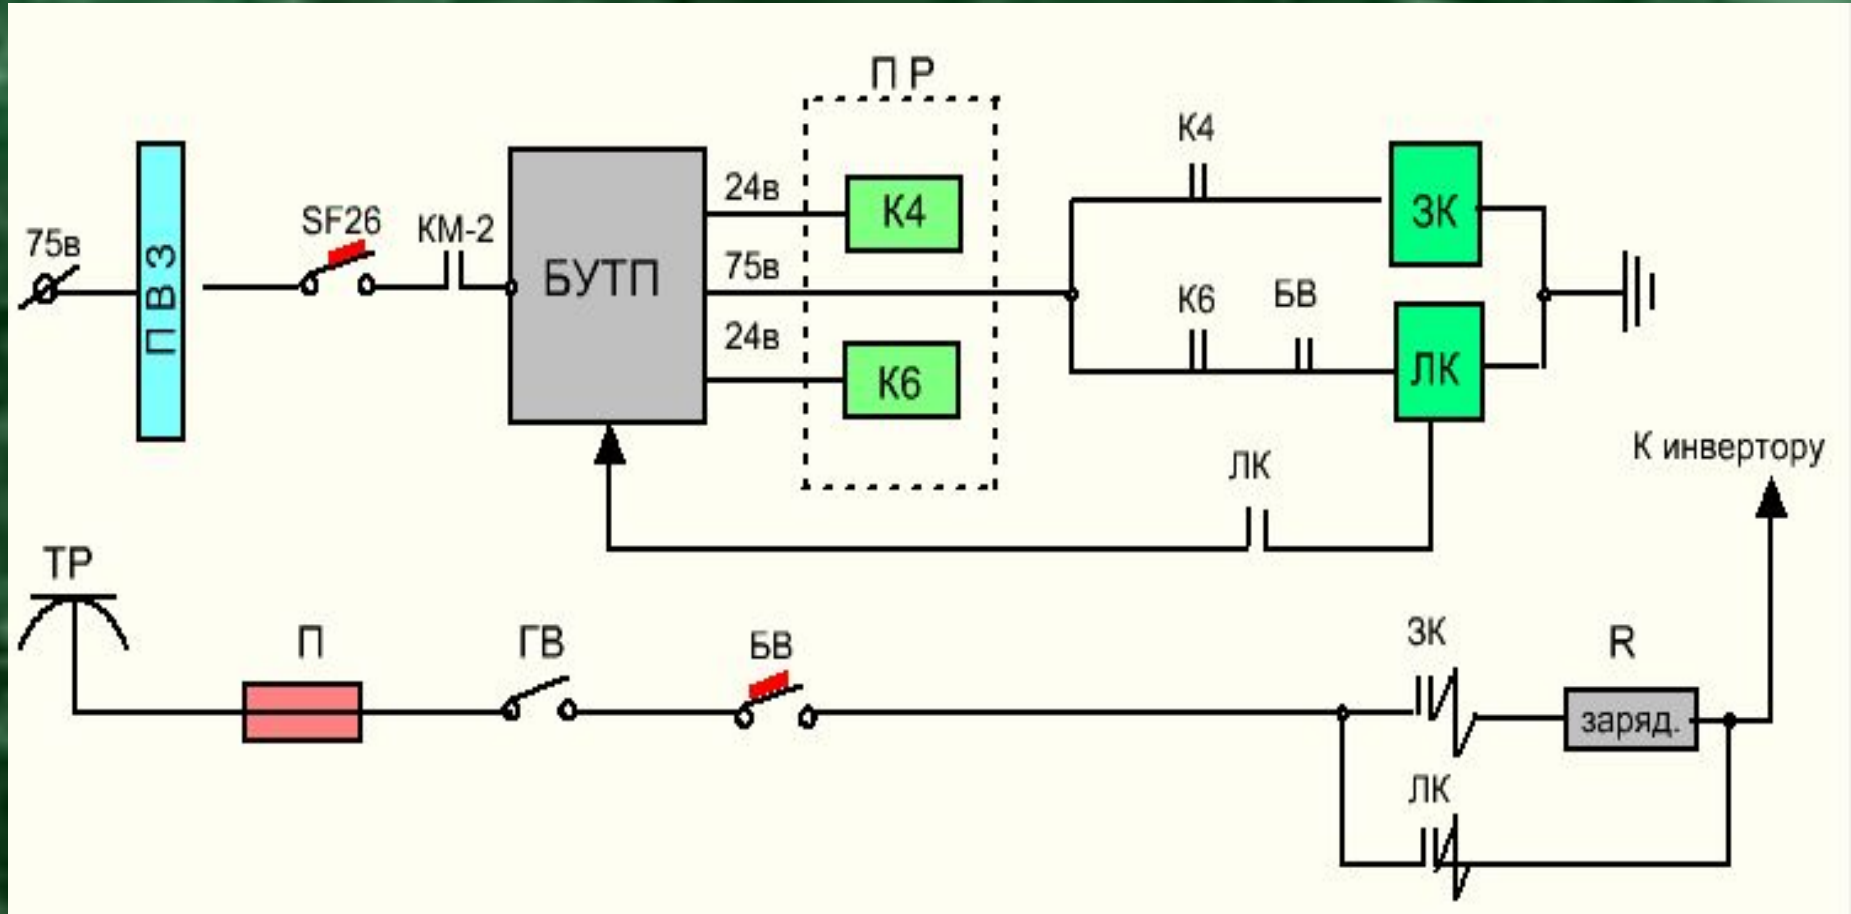 П Р
К4
75в
ПВЗ
SF26
КМ-2
БУТП
24в
К4
75в
24в
К6
К6
БВ
ЗК
ЛК
ЛК
К инвертору
ТР
П
ГВ
БВ
ЗК
R
заряд.
ЛК